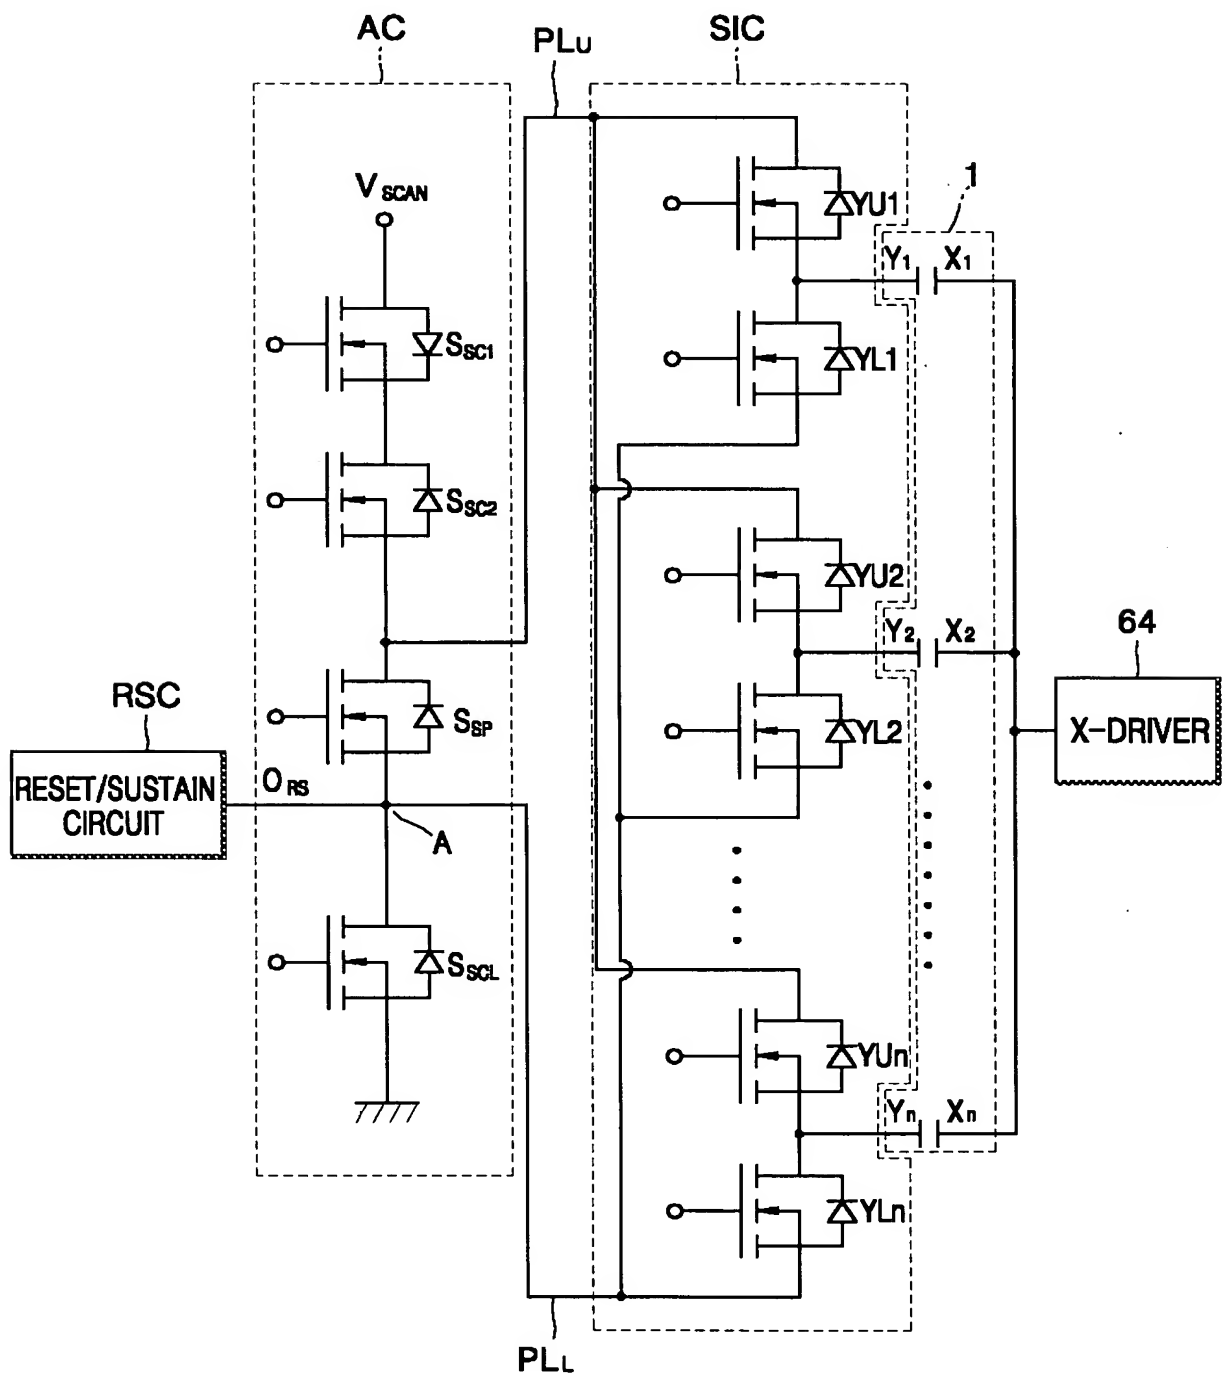 AC
PLU
SIC
VSCAN
1
YU1
Y1 X1
SSC1
YL1
SSC2
YU2
Y2 X2
64
RSC
SSP
YL2
X-DRIVER
RESET/SUSTAIN
CIRCUIT
ORS
A
SSCL
YUn
Yn Xn
YLn
PLL